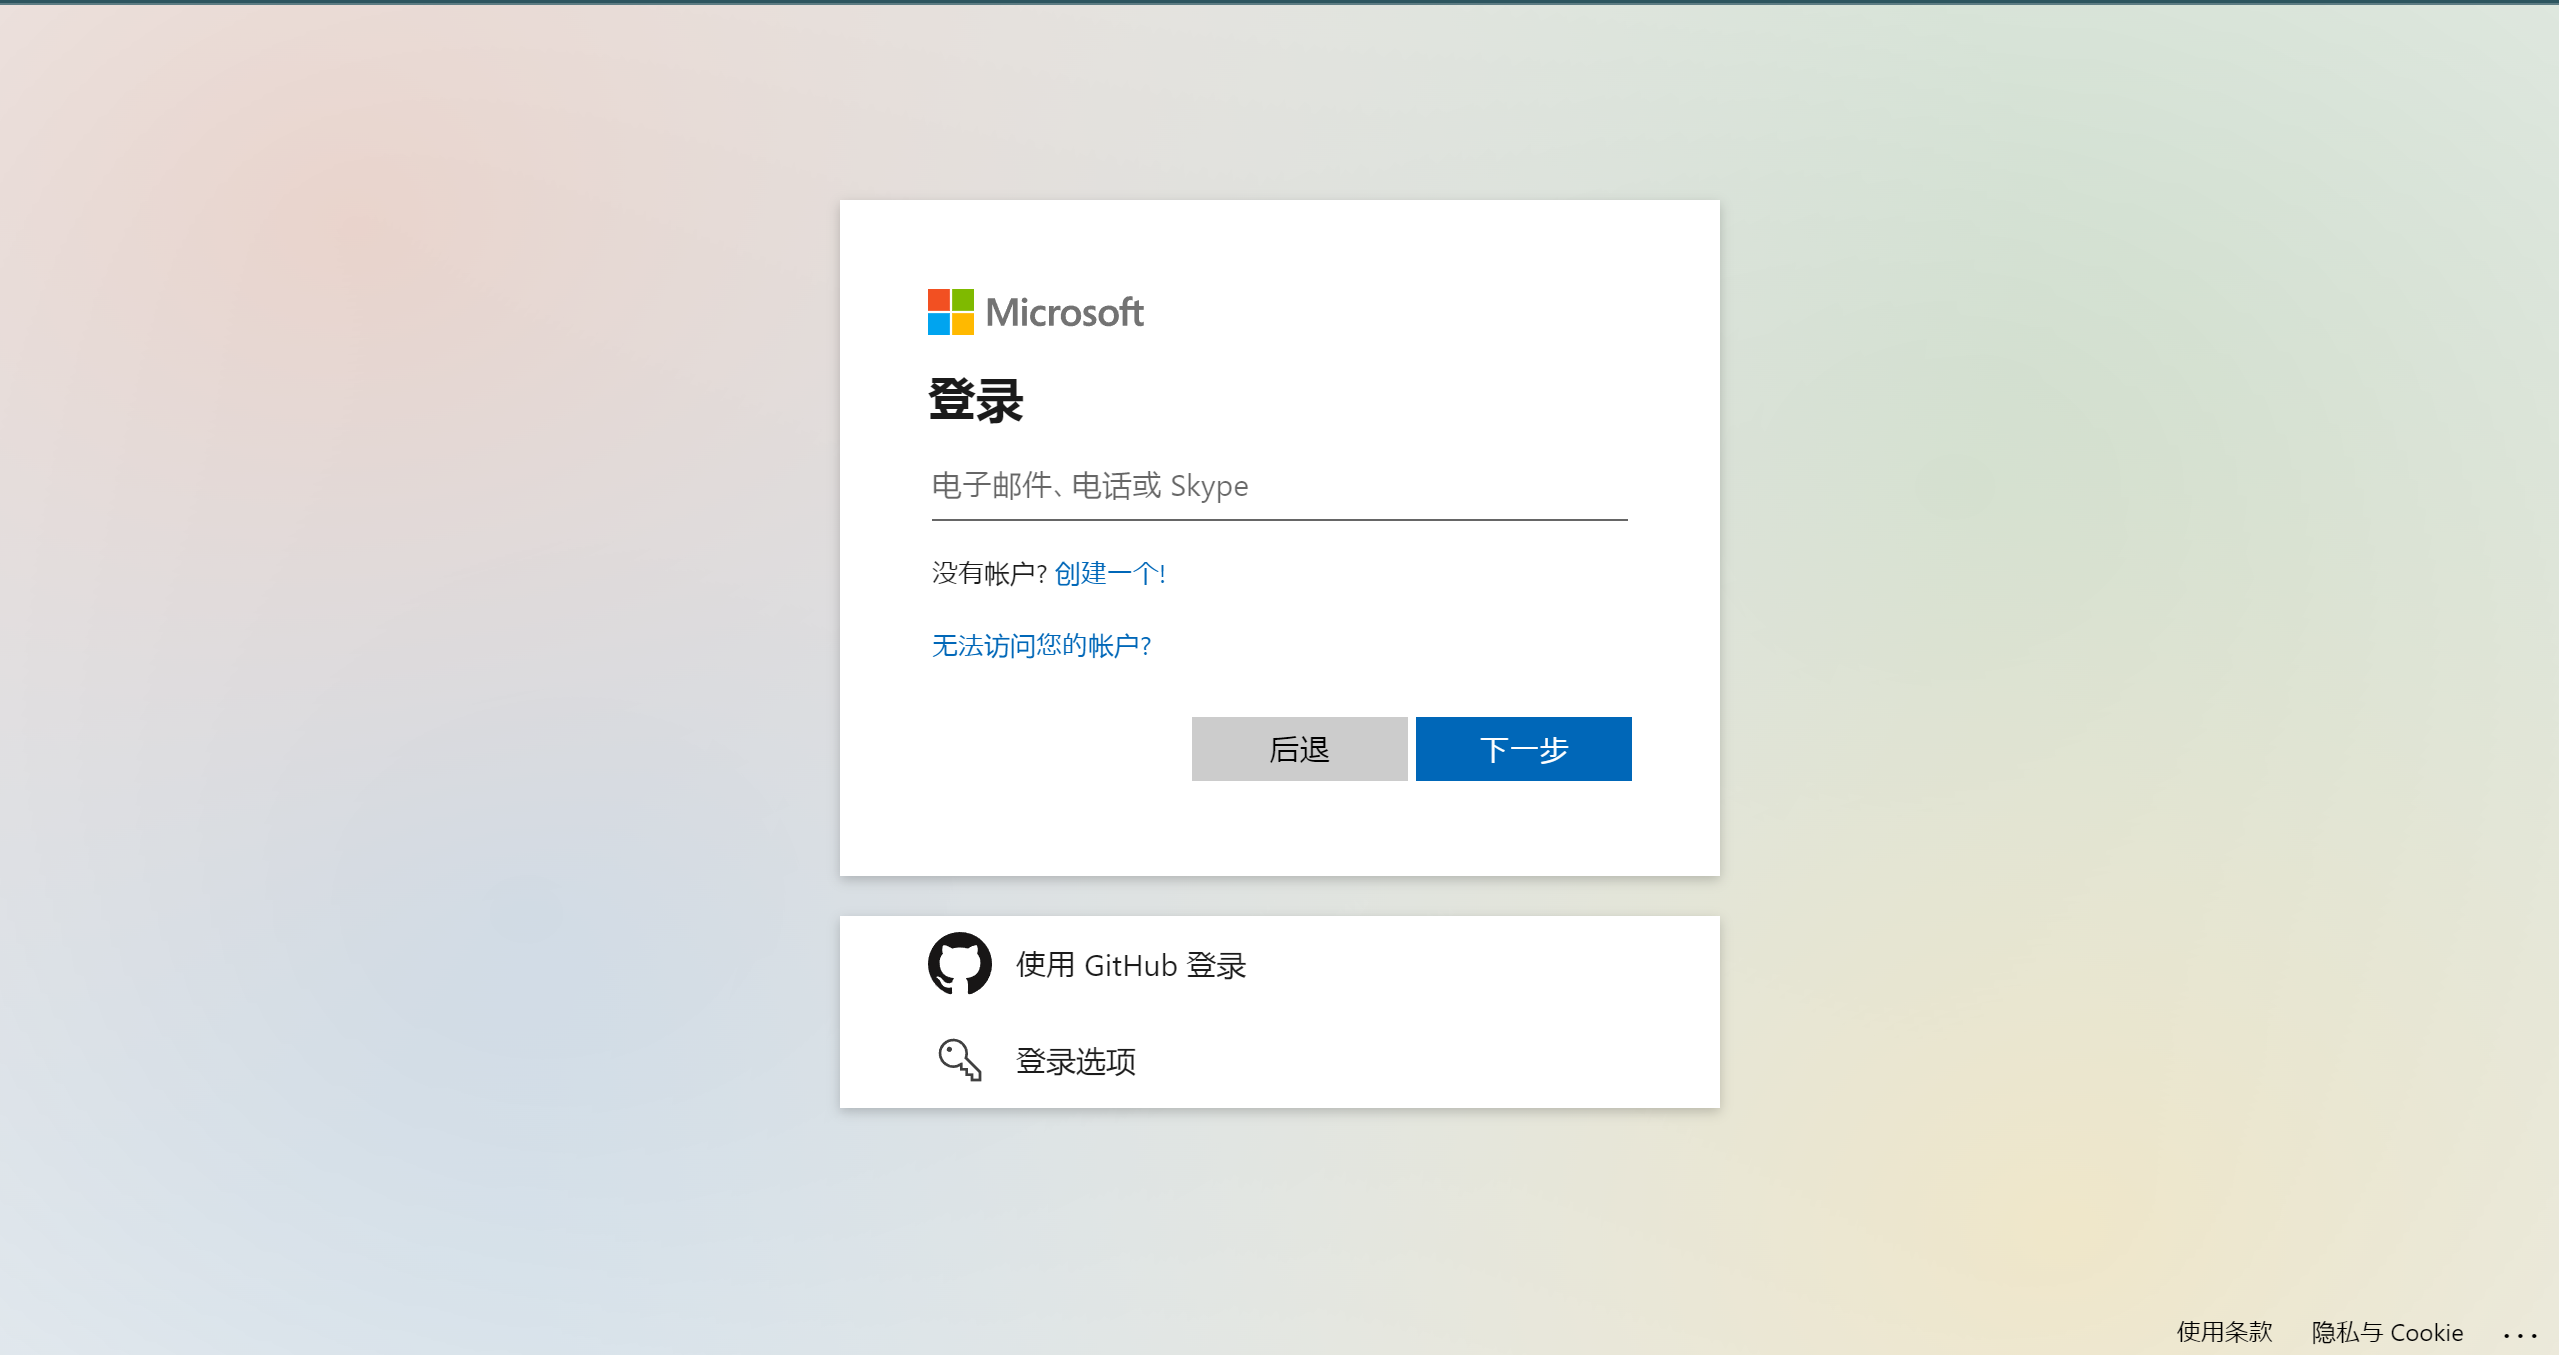 Microsoft
登录
电子邮件、电话或 Skype
没有帐户? 创建一个!
无法访问您的帐户?
后退
下一步
使用 GitHub 登录
登录选项
使用条款
隐私与 Cookie
...